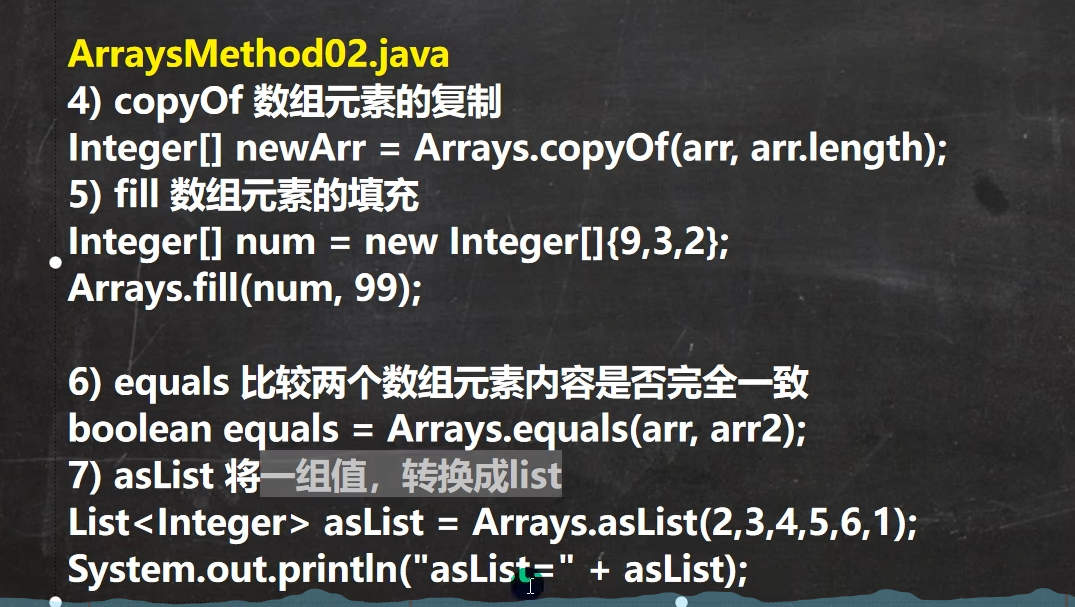 ArraysMethod02.java
4) copyOf 数组元素的复制
Integer[] newArr = Arrays.copyOf(arr, arr.length);
5) fill 数组元素的填充
Integer[] num = new Integer[]{9,3,2};
Arrays.fill(num, 99);
6) equals 比较两个数组元素内容是否完全一致
boolean equals = Arrays.equals(arr, arr2);
7) asList 将一组值，转换成list
List<Integer> asList = Arrays.asList(2,3,4,5,6,1);
System.out.println("asList=" + asList);